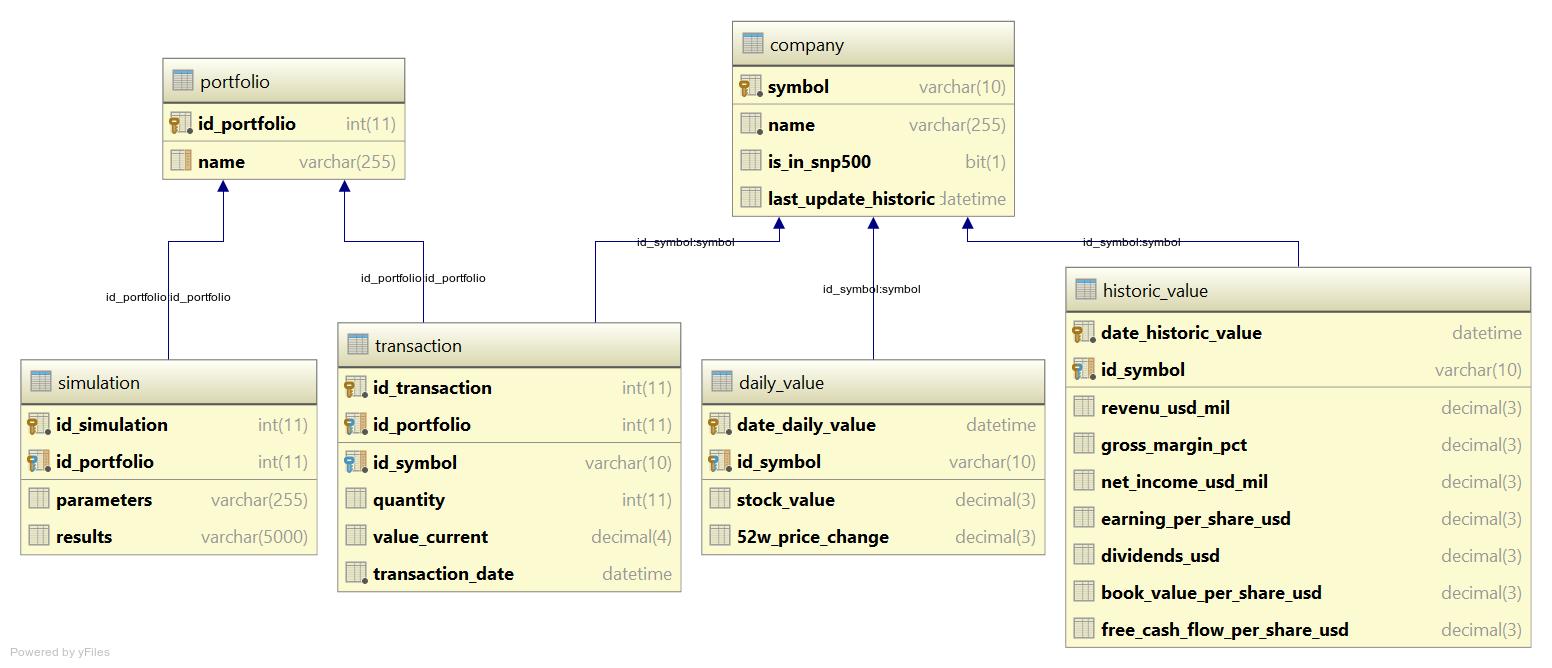 company
symbol varchar(10)
name varchar(255)
is_in_snp500 bit(1)
last_update_historic datetime
portfolio
id_portfolio int(11)
name varchar(255)
id_symbol:symbol
id_symbol:symbol
id_portfolio:id_portfolio
id_symbol:symbol
id_portfolio:id_portfolio
simulation
id_simulation int(11)
id_portfolio int(11)
parameters varchar(255)
results varchar(5000)
transaction
id_transaction int(11)
id_portfolio int(11)
id_symbol varchar(10)
quantity int(11)
value_current decimal(4)
transaction_date datetime
daily_value
date_daily_value datetime
id_symbol varchar(10)
stock_value decimal(3)
52w_price_change decimal(3)
historic_value
date_historic_value datetime
id_symbol varchar(10)
revenu_usd_mil decimal(3)
gross_margin_pct decimal(3)
net_income_usd_mil decimal(3)
earning_per_share_usd decimal(3)
dividends_usd decimal(3)
book_value_per_share_usd decimal(3)
free_cash_flow_per_share_usd decimal(3)
Powered by yFiles